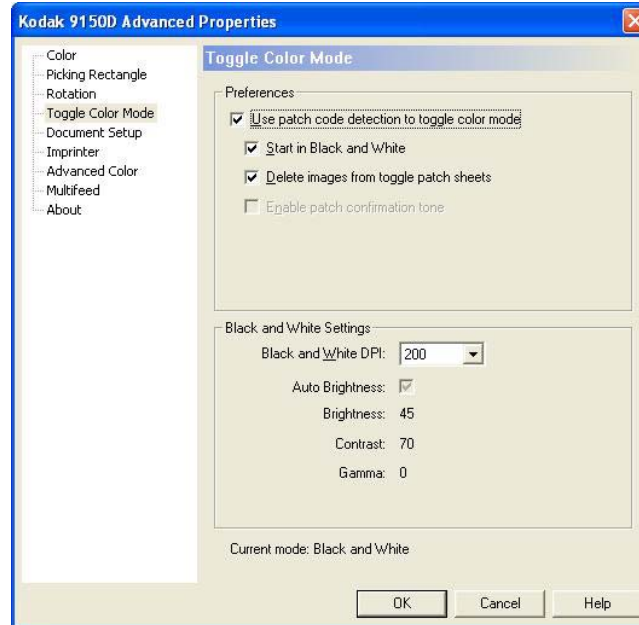 Kodak 9150D Advanced Properties
Color
Picking Rectangle
Rotation
Toggle Color Mode
Document Setup
Imprinter
Advanced Color
Multifeed
About
Toggle Color Mode
Preferences
Use patch code detection to toggle color mode
Start in Black and White
Delete images from toggle patch sheets
Enable patch confirmation tone
Black and White Settings
Black and White DPI: 200
Auto Brightness:
Brightness: 45
Contrast: 70
Gamma: 0
Current mode: Black and White
OK Cancel Help